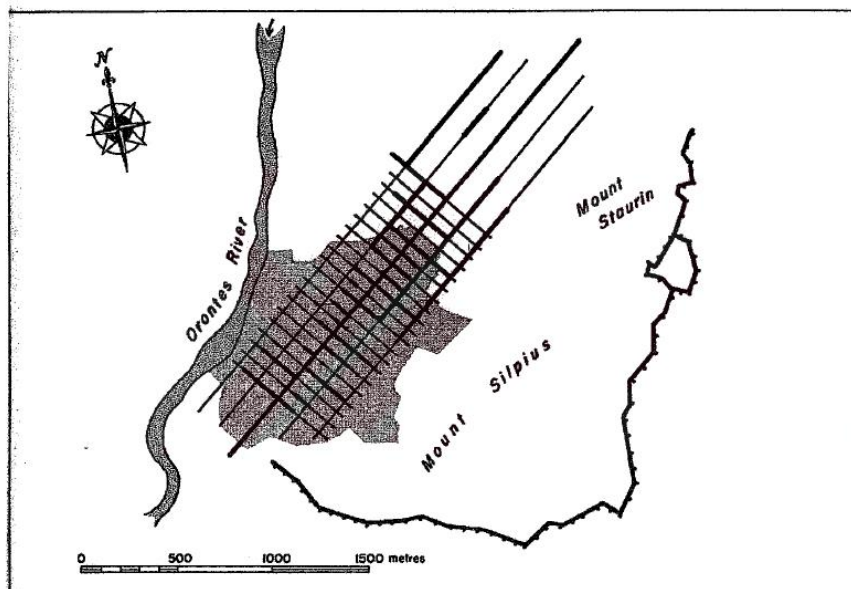 N
Orontes River
Mount
Staurin
Mount Silpius
0 500 1000 1500 metres